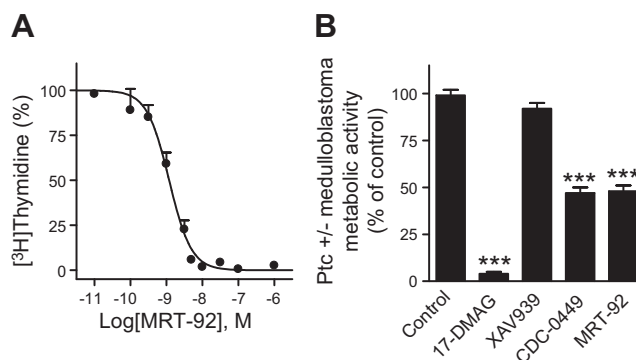 A
[³H]Thymidine (%)
100
75
50
25
0
-11 -10 -9 -8 -7 -6
Log[MRT-92], M
B
Ptc +/- medulloblastoma
metabolic activity
(% of control)
100
75
50
25
0
***
***
***
Control
17-DMAG
XAV939
CDC-0449
MRT-92